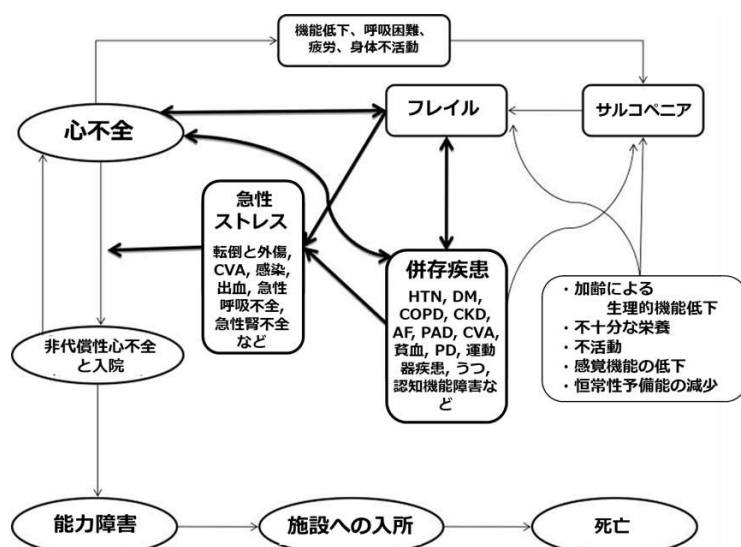 機能低下、呼吸困難、
疲労、身体不活動
心不全
フレイル
サルコペニア
急性
ストレス
転倒と外傷,
CVA, 感染,
出血, 急性
呼吸不全,
急性腎不全
など
併存疾患
HTN, DM,
COPD, CKD,
AF, PAD, CVA,
貧血, PD, 運動
器疾患, うつ,
認知機能障害など
・加齢による
生理的機能低下
・不十分な栄養
・不活動
・感覚機能の低下
・恒常性予備能の減少
非代償性心不全
と入院
能力障害
施設への入所
死亡